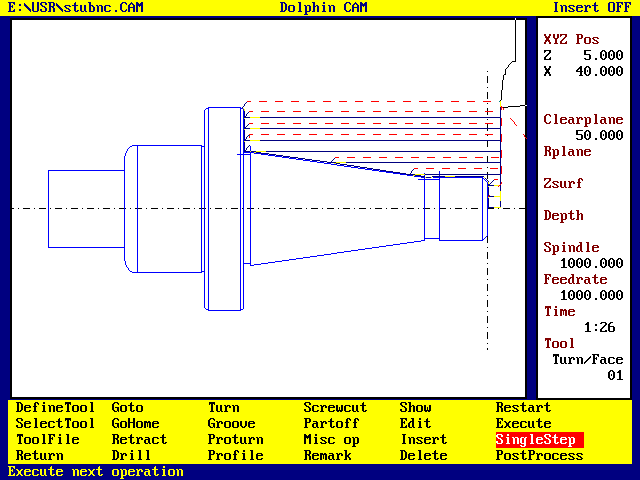 E:\USR\stubnc.CAM Dolphin CAM Insert OFF
XYZ Pos
Z 5.000
X 40.000
Clearplane
50.000
Rplane
Zsurf
Depth
Spindle
1000.000
Feedrate
1000.000
Time
1:26
Tool
Turn/Face
01
DefineTool Goto Turn Screwcut Show Restart
SelectTool GoHome Groove Partoff Edit Execute
ToolFile Retract Proturn Misc op Insert SingleStep
Return Drill Profile Remark Delete PostProcess
Execute next operation